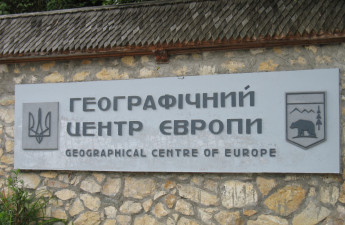 ГЕОГРАФІЧНИЙ
ЦЕНТР ЄВРОПИ
GEOGRAPHICAL CENTRE OF EUROPE